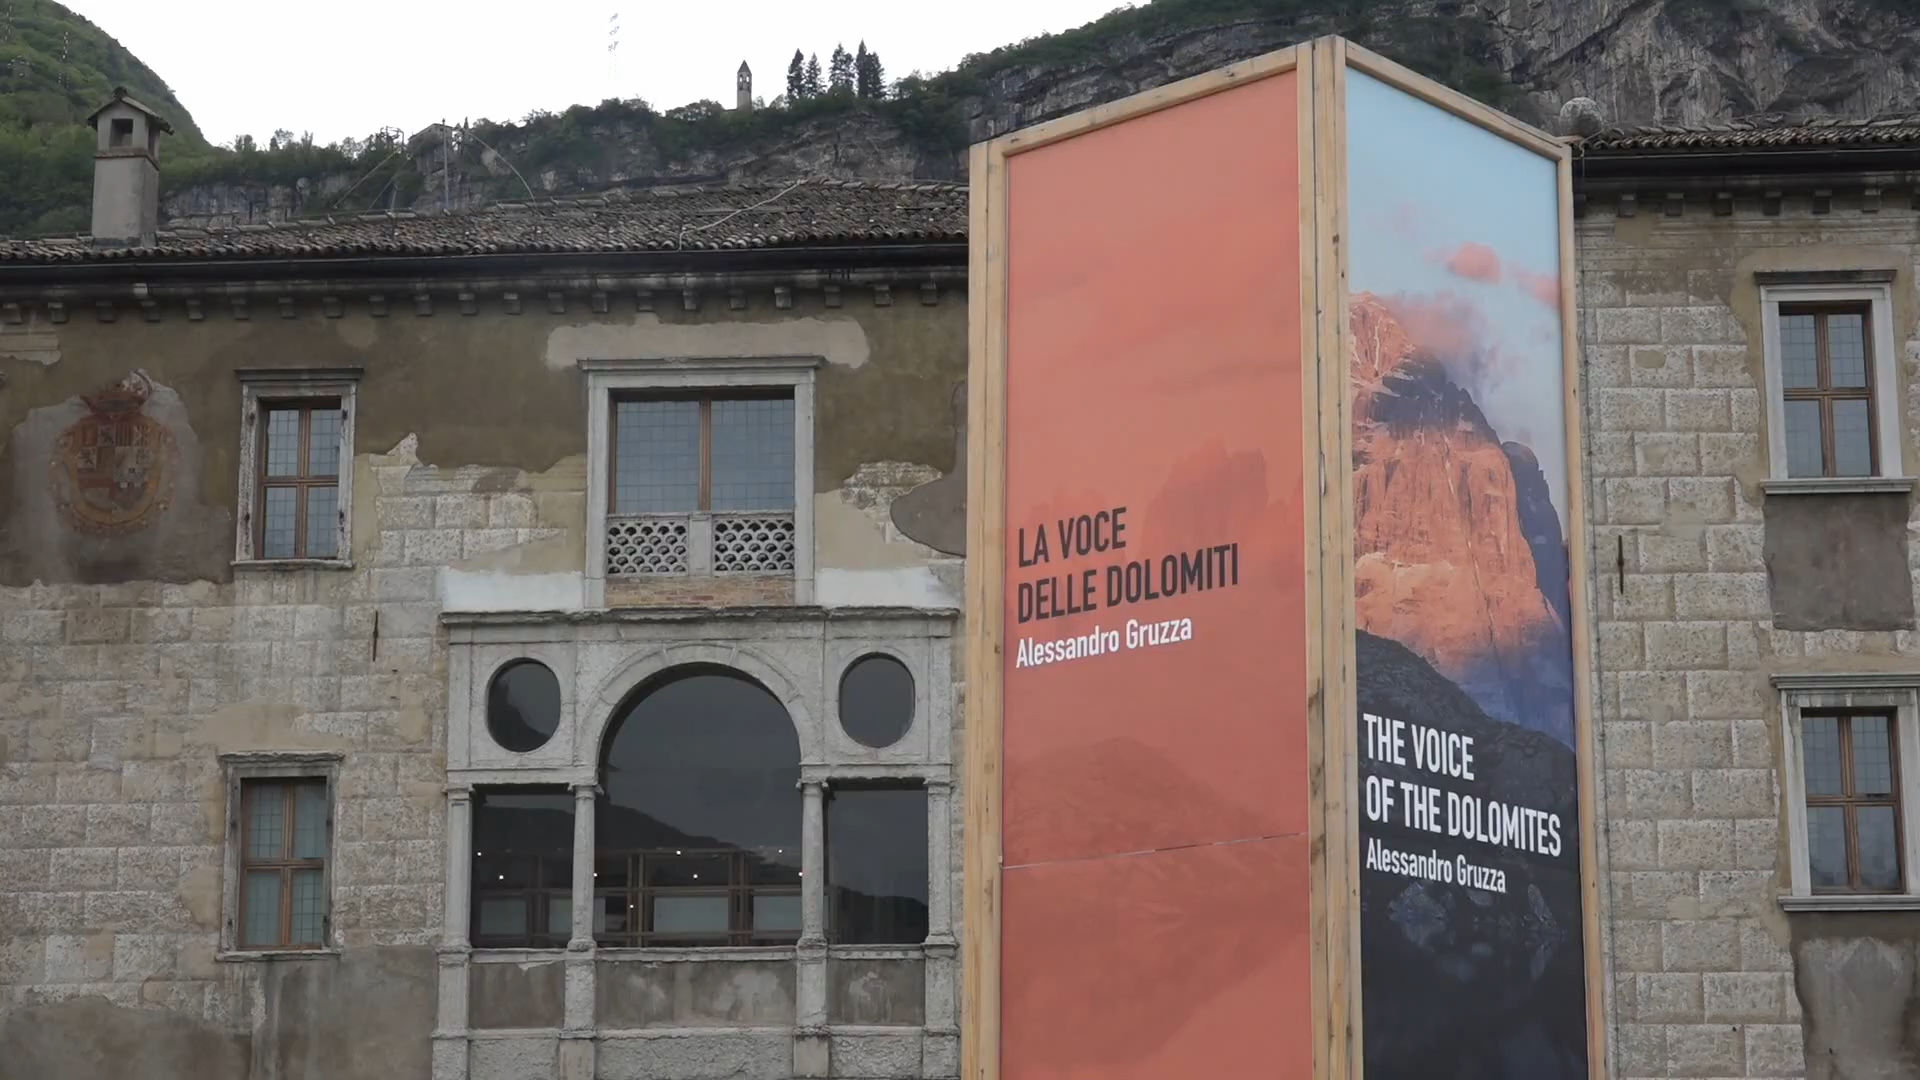 LA VOCE
DELLE DOLOMITI
Alessandro Gruzza
THE VOICE
OF THE DOLOMITES
Alessandro Gruzza